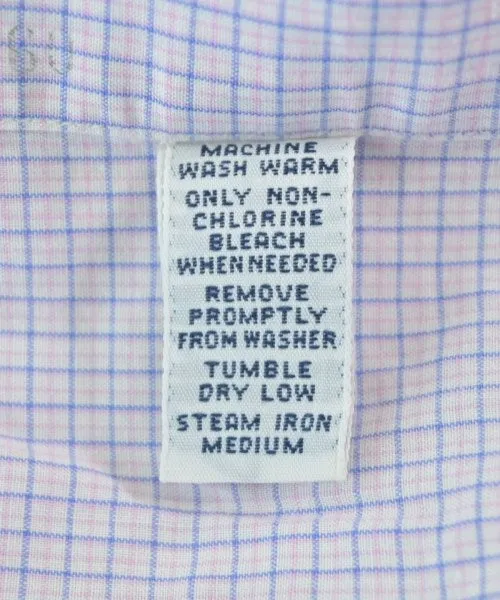 MACHINE
WASH WARM
ONLY NON-
CHLORINE
BLEACH
WHEN NEEDED
REMOVE
PROMPTLY
FROM WASHER
TUMBLE
DRY LOW
STEAM IRON
MEDIUM